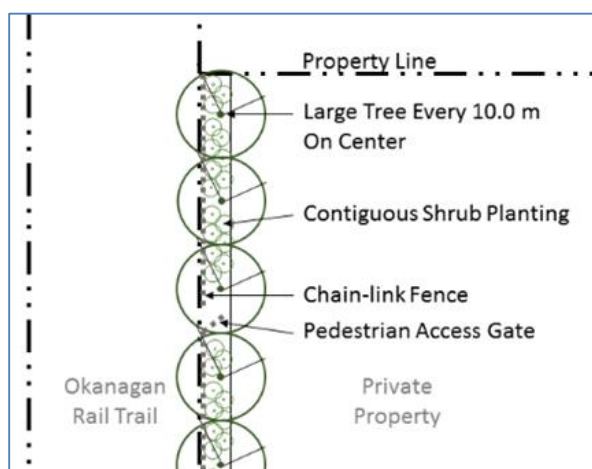 Property Line
Large Tree Every 10.0 m
On Center
Contiguous Shrub Planting
Chain-link Fence
Pedestrian Access Gate
Okanagan
Rail Trail
Private
Property